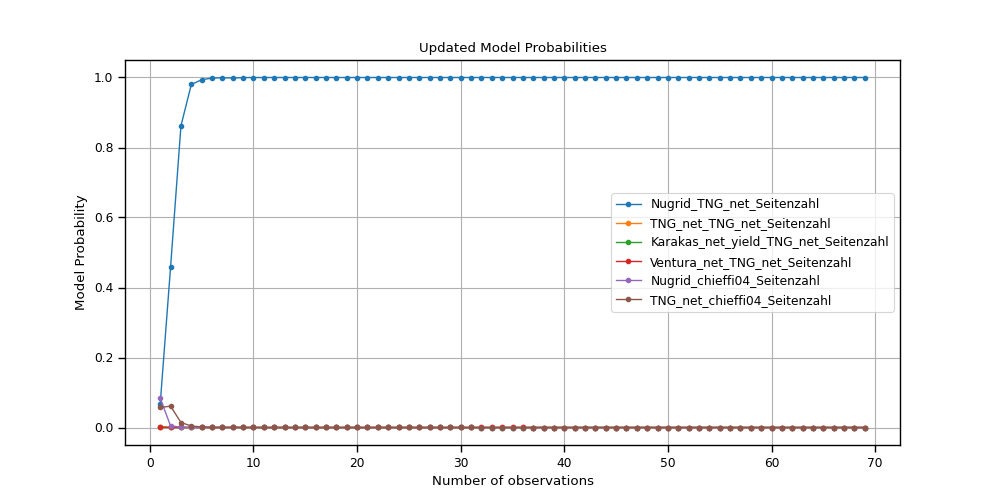 Updated Model Probabilities
1.0
0.8
0.6
0.4
0.2
0.0
Model Probability
Nugrid_TNG_net_Seitenzahl
TNG_net_TNG_net_Seitenzahl
Karakas_net_yield_TNG_net_Seitenzahl
Ventura_net_TNG_net_Seitenzahl
Nugrid_chieffi04_Seitenzahl
TNG_net_chieffi04_Seitenzahl
0 10 20 30 40 50 60 70
Number of observations